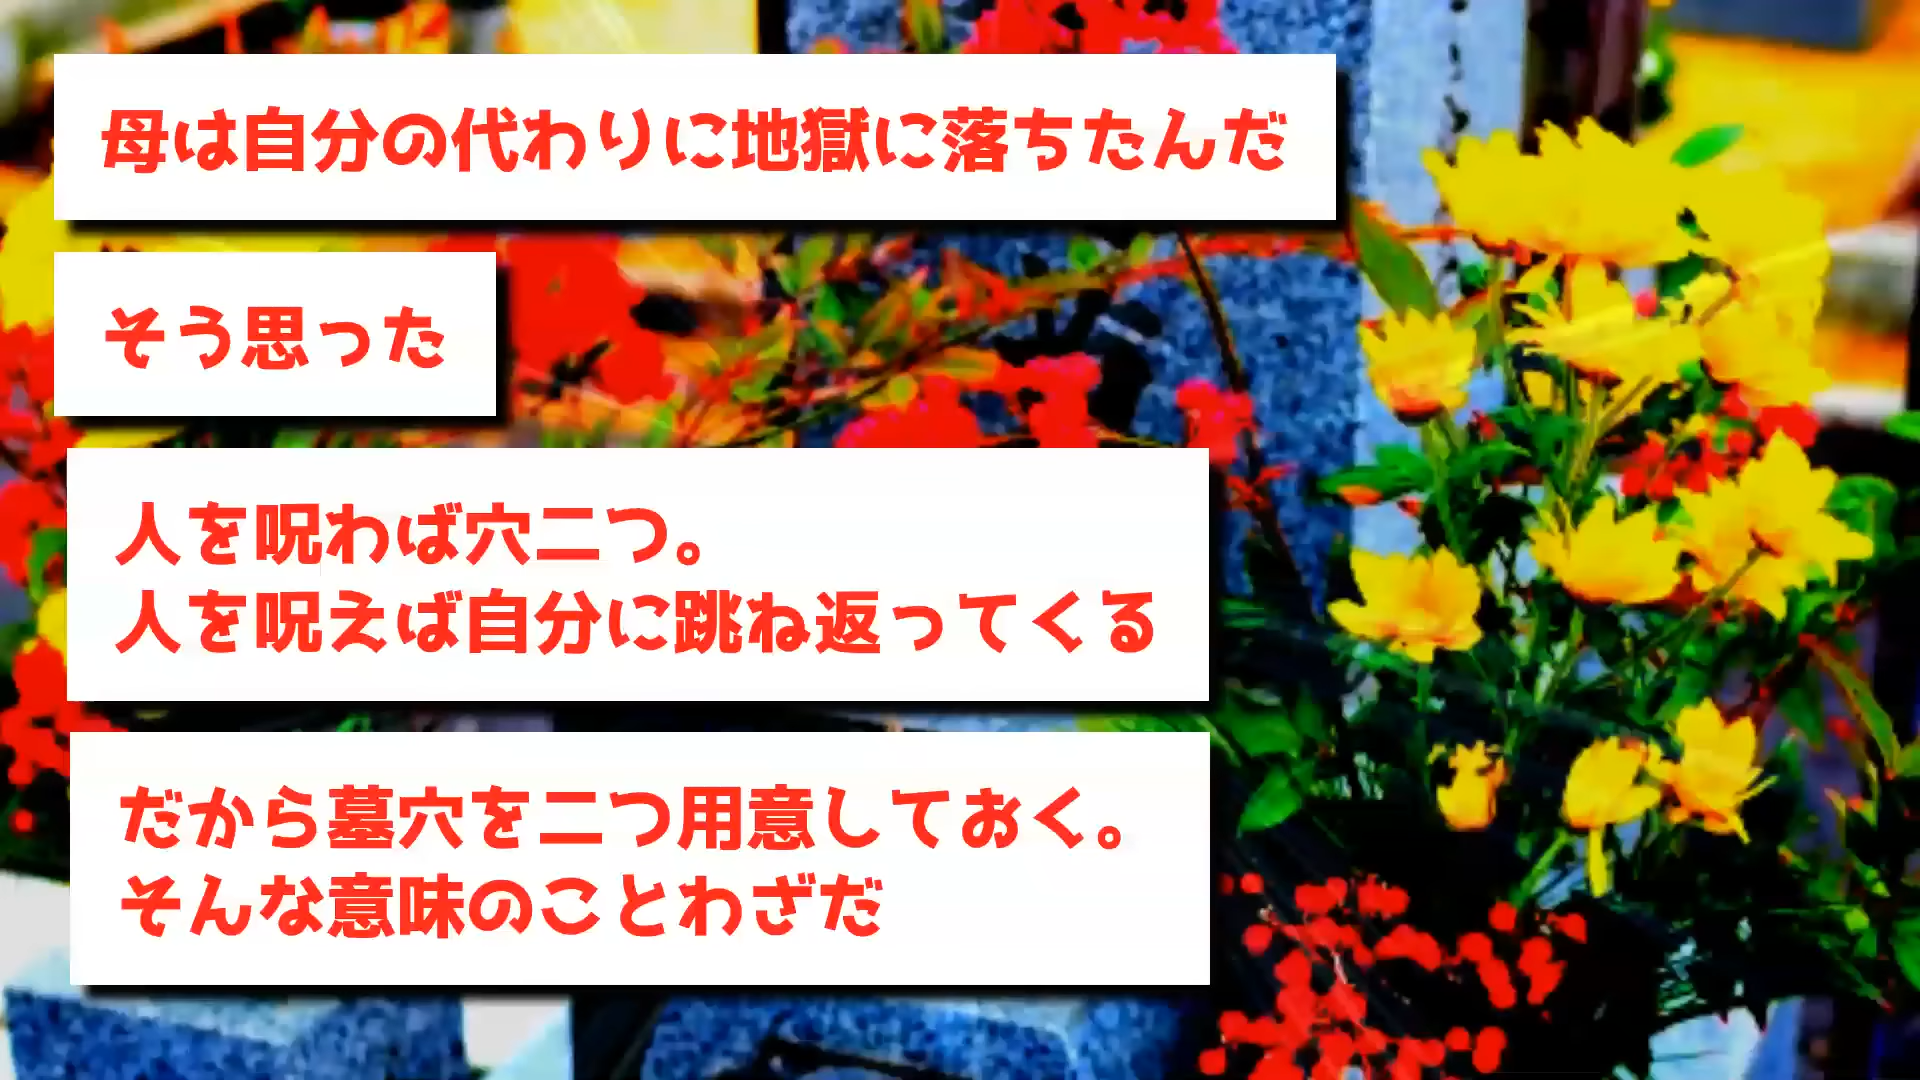 母は自分の代わりに地獄に落ちたんだ
そう思った
人を呪わば穴二つ。
人を呪えば自分に跳ね返ってくる
だから墓穴を二つ用意しておく。
そんな意味のことわざだ